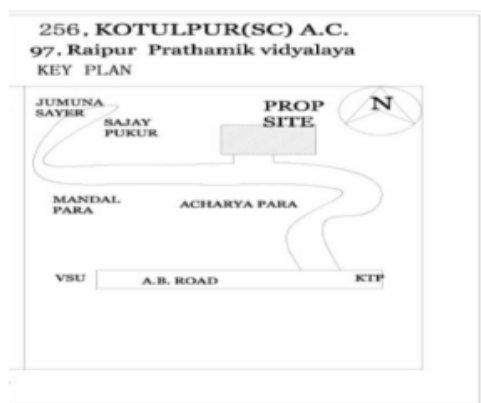 256, KOTULPUR(SC) A.C.
97, Raipur Prathamik vidyalaya
KEY PLAN
JUMUNA
SAYER
SAJAY
PUKUR
PROP
SITE
N
MANDAL
PARA
ACHARYA PARA
VSU
A.B. ROAD
KTP